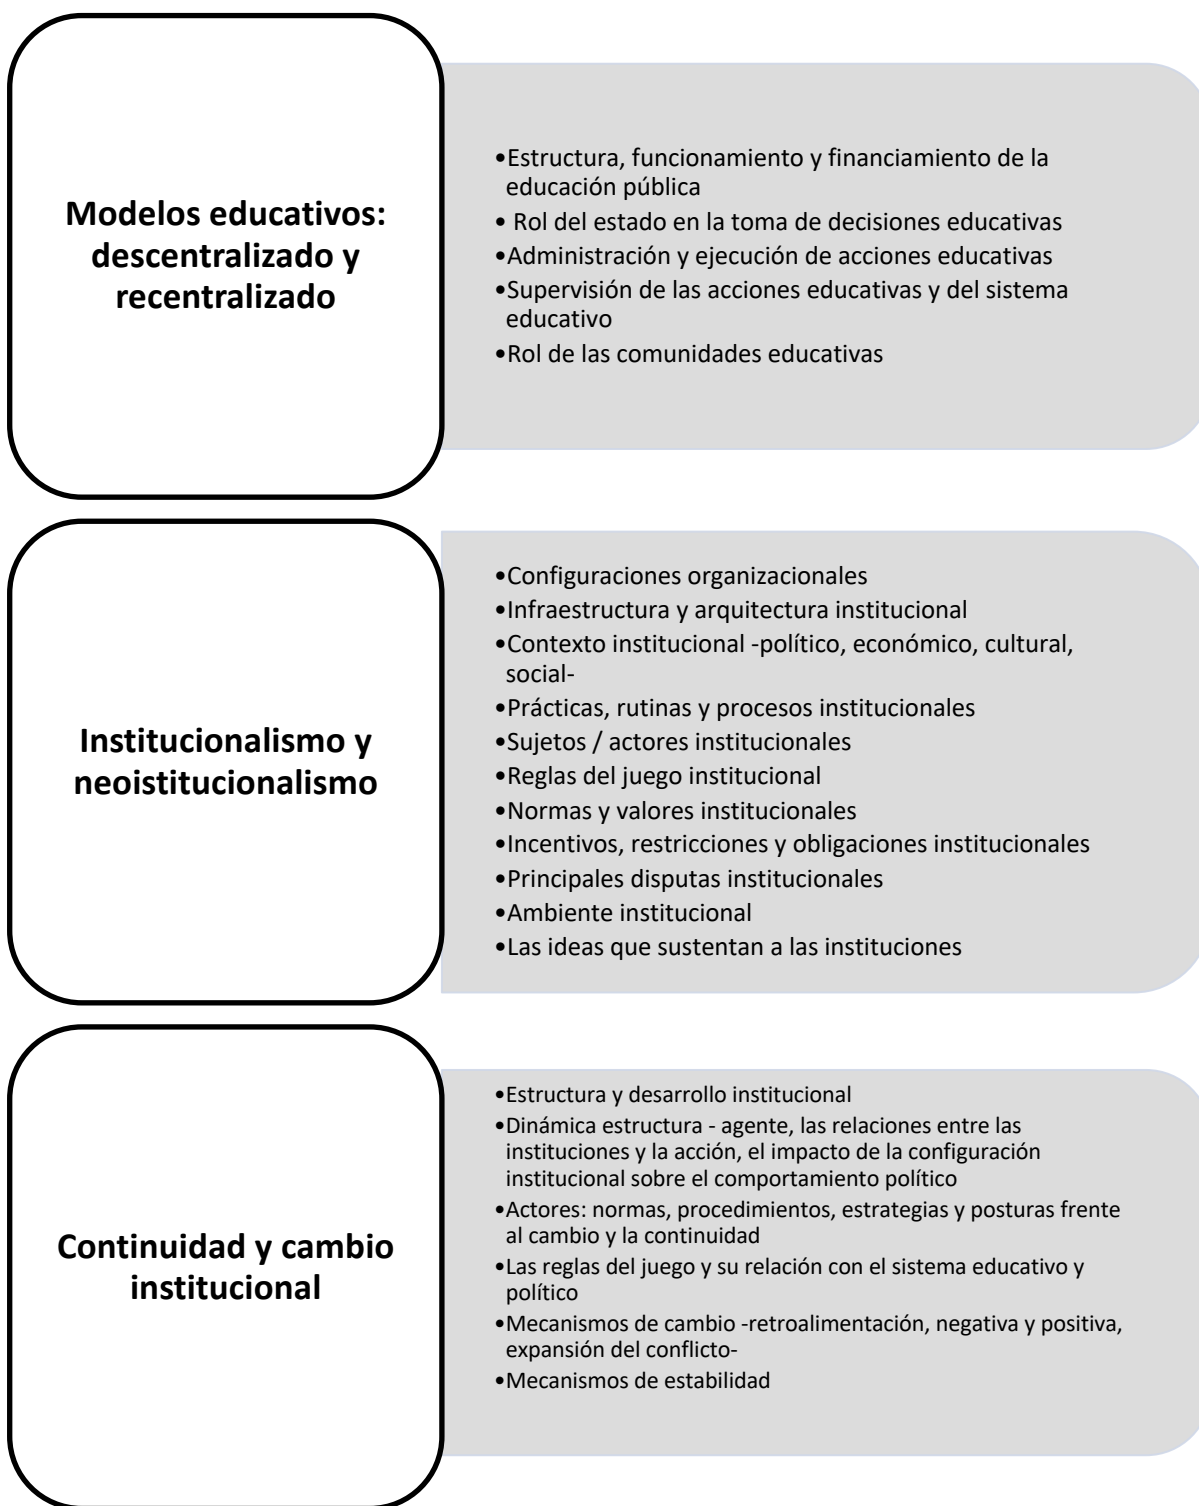 Modelos educativos:
descentralizado y
recentralizado
•Estructura, funcionamiento y financiamiento de la
educación pública
• Rol del estado en la toma de decisiones educativas
•Administración y ejecución de acciones educativas
•Supervisión de las acciones educativas y del sistema
educativo
•Rol de las comunidades educativas
Institucionalismo y
neoistitucionalismo
•Configuraciones organizacionales
•Infraestructura y arquitectura institucional
•Contexto institucional -político, económico, cultural,
social-
•Prácticas, rutinas y procesos institucionales
•Sujetos / actores institucionales
•Reglas del juego institucional
•Normas y valores institucionales
•Incentivos, restricciones y obligaciones institucionales
•Principales disputas institucionales
•Ambiente institucional
•Las ideas que sustentan a las instituciones
Continuidad y cambio
institucional
•Estructura y desarrollo institucional
•Dinámica estructura - agente, las relaciones entre las
instituciones y la acción, el impacto de la configuración
institucional sobre el comportamiento político
•Actores: normas, procedimientos, estrategias y posturas frente
al cambio y la continuidad
•Las reglas del juego y su relación con el sistema educativo y
político
•Mecanismos de cambio -retroalimentación, negativa y positiva,
expansión del conflicto-
•Mecanismos de estabilidad